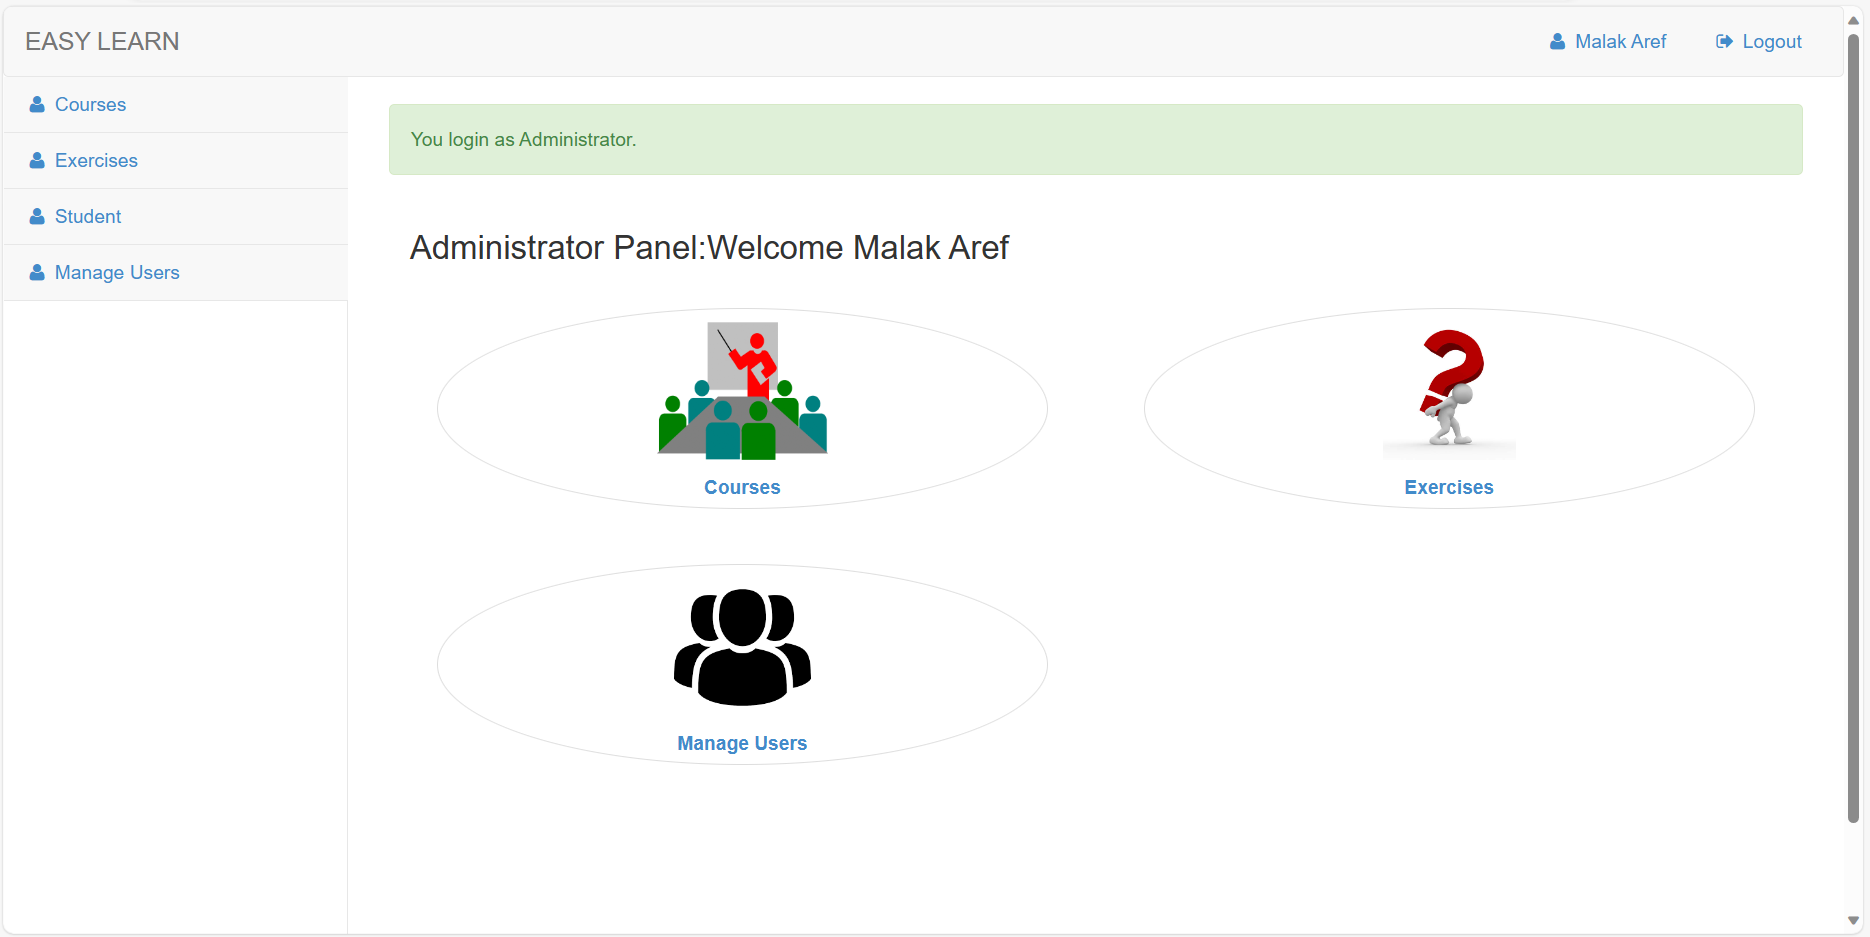 EASY LEARN
Malak Aref
Logout
Courses
Exercises
Student
Manage Users
You login as Administrator.
Administrator Panel:Welcome Malak Aref
Courses
Exercises
Manage Users